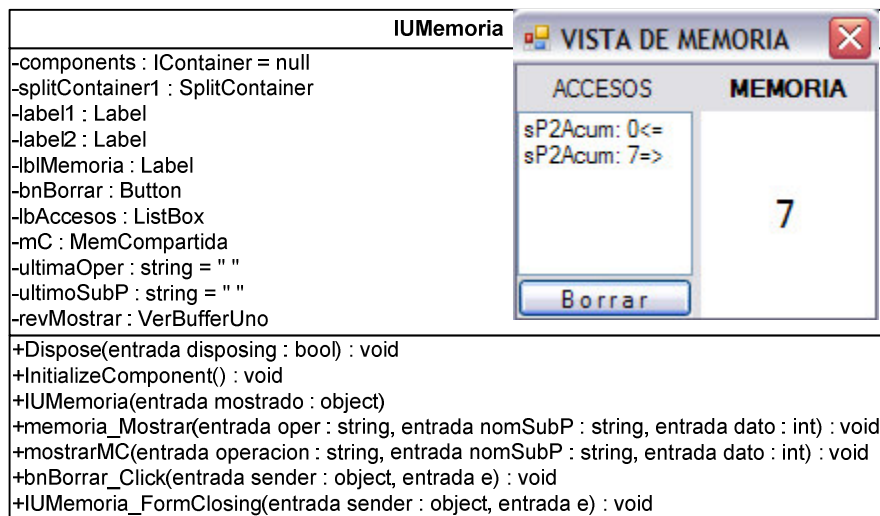 IUMemoria
-components : IContainer = null
-splitContainer1 : SplitContainer
-label1 : Label
-label2 : Label
-lblMemoria : Label
-bnBorrar : Button
-lbAccesos : ListBox
-mC : MemCompartida
-ultimaOper : string = " "
-ultimoSubP : string = " "
-revMostrar : VerBufferUno
VISTA DE MEMORIA
ACCESOS
MEMORIA
sP2Acum: 0<=
sP2Acum: 7=>
7
Borrar
+Dispose(entrada disposing : bool) : void
+InitializeComponent() : void
+IUMemoria(entrada mostrado : object)
+memoria_Mostrar(entrada oper : string, entrada nomSubP : string, entrada dato : int) : void
+mostrarMC(entrada operacion : string, entrada nomSubP : string, entrada dato : int) : void
+bnBorrar_Click(entrada sender : object, entrada e) : void
+IUMemoria_FormClosing(entrada sender : object, entrada e) : void